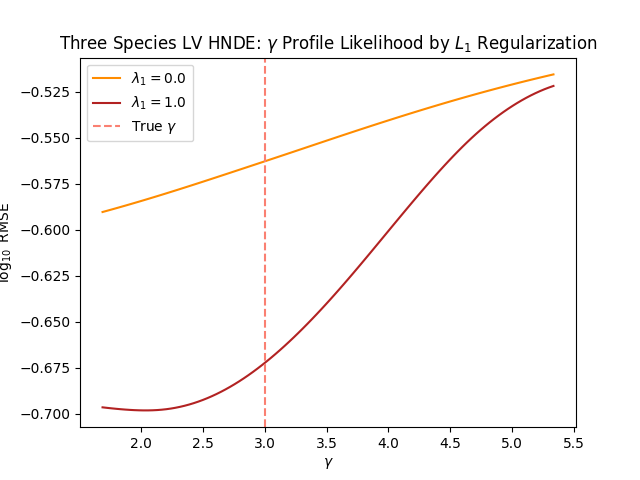 Three Species LV HNDE: γ Profile Likelihood by L₁ Regularization
λ₁ = 0.0
λ₁ = 1.0
True γ
−0.525
−0.550
−0.575
−0.600
−0.625
−0.650
−0.675
−0.700
log₁₀ RMSE
2.0 2.5 3.0 3.5 4.0 4.5 5.0 5.5
γ